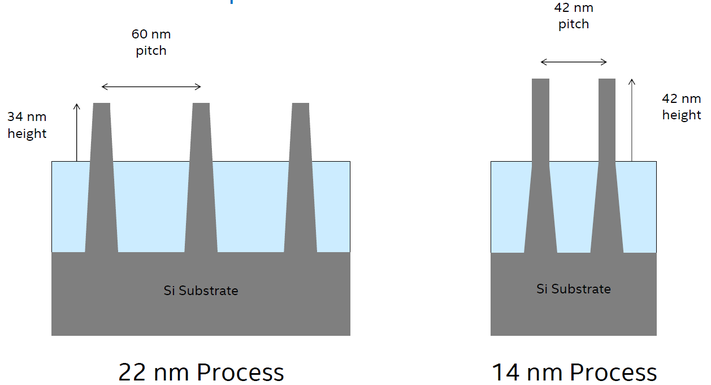 60 nm
pitch
34 nm
height
Si Substrate
22 nm Process
42 nm
pitch
42 nm
height
Si Substrate
14 nm Process